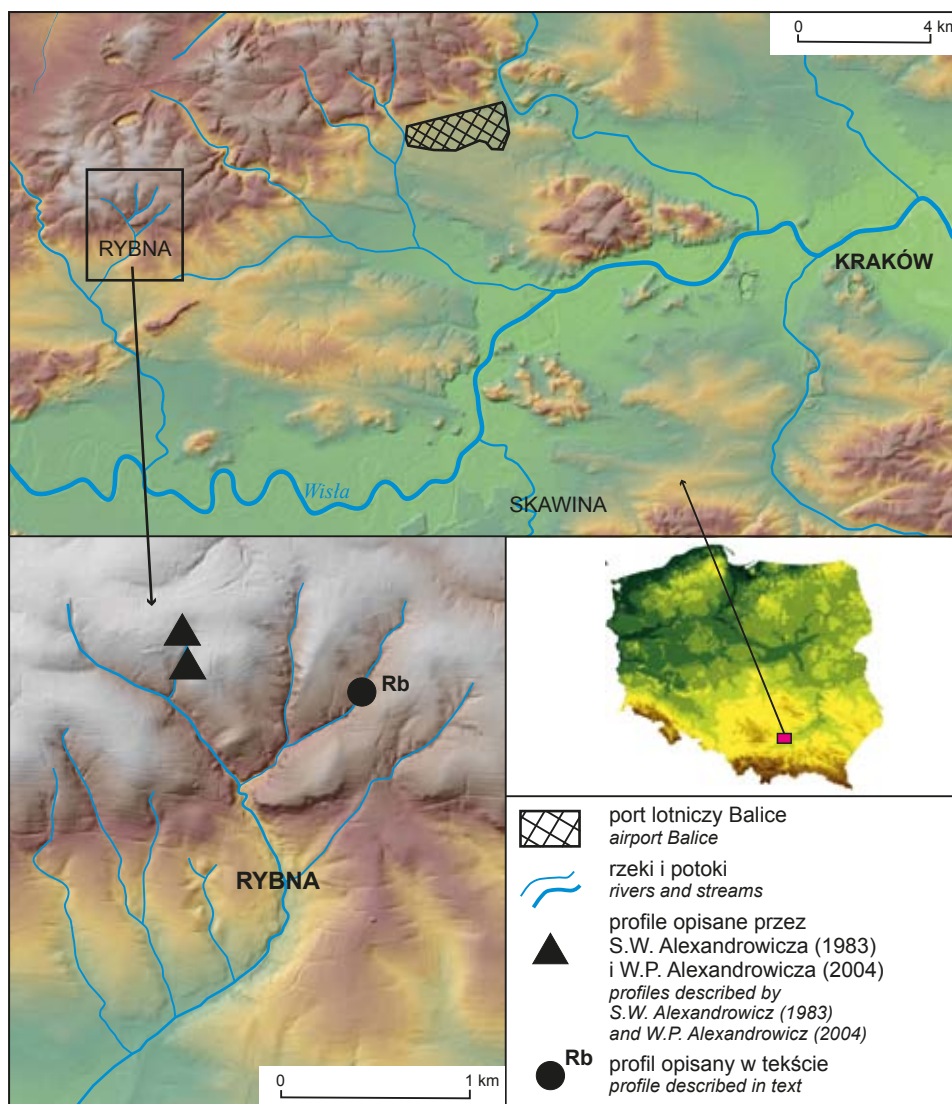 0 4 km
RYBNA
KRAKÓW
Wisła
SKAWINA
Rb
RYBNA
0 1 km
port lotniczy Balice
airport Balice
rzeki i potoki
rivers and streams
profile opisane przez
S.W. Alexandrowicza (1983)
i W.P. Alexandrowicza (2004)
profiles described by
S.W. Alexandrowicz (1983)
and W.P. Alexandrowicz (2004)
Rb profil opisany w tekście
profile described in text